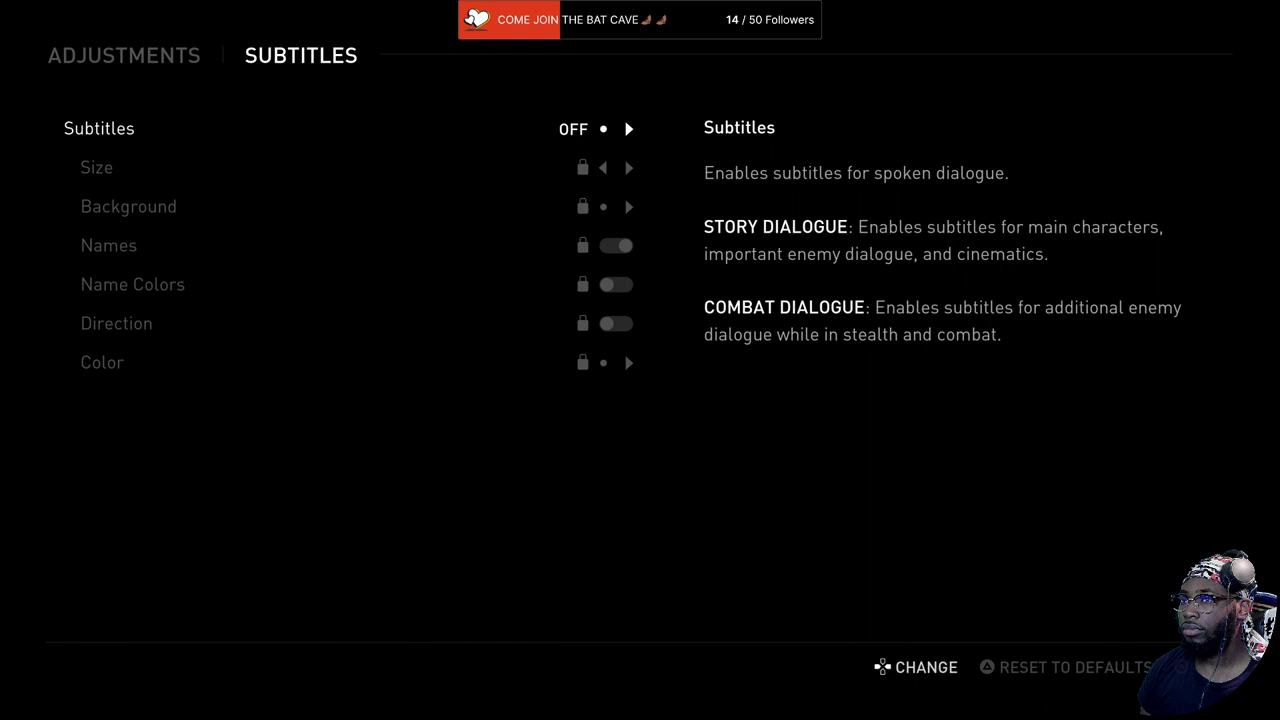 COME JOIN THE BAT CAVE 14 / 50 Followers
ADJUSTMENTS SUBTITLES
Subtitles OFF
Size
Background
Names
Name Colors
Direction
Color
Subtitles
Enables subtitles for spoken dialogue.
STORY DIALOGUE: Enables subtitles for main characters,
important enemy dialogue, and cinematics.
COMBAT DIALOGUE: Enables subtitles for additional enemy
dialogue while in stealth and combat.
CHANGE RESET TO DEFAULTS